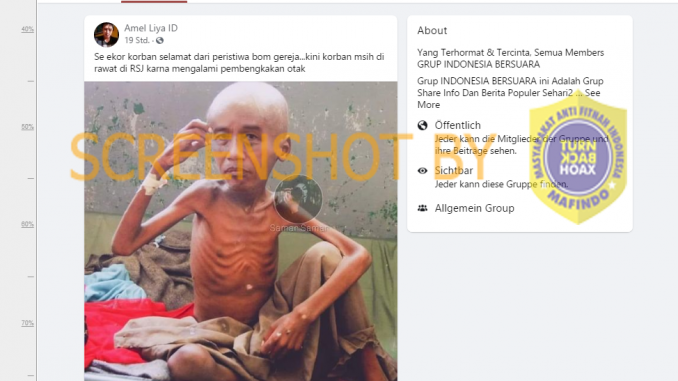 40%
50%
60%
70%
Amel Liya ID
19 Std. ·
Se ekor korban selamat dari peristiwa bom gereja...kini korban msih di
rawat di RSJ karna mengalami pembengkakan otak
About
Yang Terhormat & Tercinta. Semua Members
GRUP INDONESIA BERSUARA
Grup INDONESIA BERSUARA ini Adalah Grup
Share Info Dan Berita Populer Sehari2 ... See
More
Öffentlich
Jeder kann die Mitglieder der Gruppe und
ihre Beiträge sehen.
Sichtbar
Jeder kann diese Gruppe finden.
Allgemein Group
SCREENSHOT BY
MASYARAKAT ANTI FITNAH INDONESIA
TURN
BACK
HOAX
MAFINDO